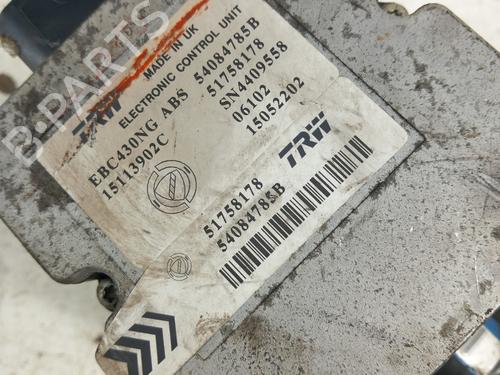 TRW
MADE IN UK
ELECTRONIC CONTROL UNIT
EBC430NG ABS 54084785B
15113902C 51758178
SN4409558
06102
15052202
TRW
51758178
54084785B
B-PARTS